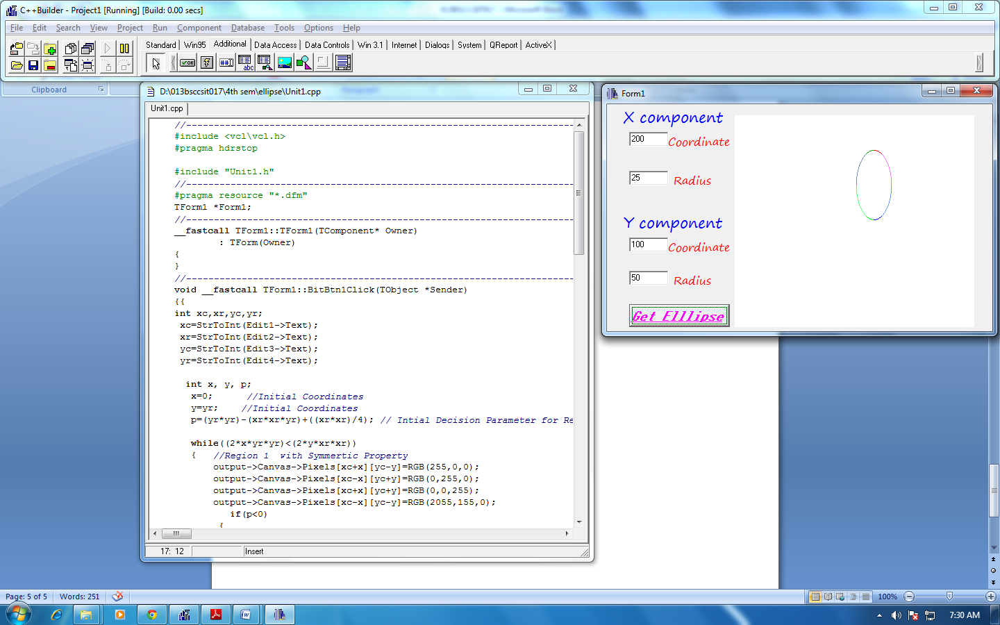 C++Builder - Project1 [Running] [Build: 0.00 secs]
File Edit Search View Project Run Component Database Tools Options Help
Standard Win95 Additional Data Access Data Controls Win 3.1 Internet Dialogs System QReport ActiveX
OK
##I
abc
Clipboard
D:\013bsccsit017\4th sem\ellipse\Unit1.cpp
Unit1.cpp
//----------------------------------------------------------------------
#include <vcl\vcl.h>
#pragma hdrstop
#include "Unit1.h"
//----------------------------------------------------------------------
#pragma resource "*.dfm"
TForm1 *Form1;
//----------------------------------------------------------------------
__fastcall TForm1::TForm1(TComponent* Owner)
: TForm(Owner)
{
}
//----------------------------------------------------------------------
void __fastcall TForm1::BitBtn1Click(TObject *Sender)
{{
int xc,xr,yc,yr;
xc=StrToInt(Edit1->Text);
xr=StrToInt(Edit2->Text);
yc=StrToInt(Edit3->Text);
yr=StrToInt(Edit4->Text);
int x, y, p;
x=0; //Initial Coordinates
y=yr; //Initial Coordinates
p=(yr*yr)-(xr*xr*yr)+((xr*xr)/4); // Intial Decision Parameter for Re
while((2*x*yr*yr)<(2*y*xr*xr))
{ //Region 1 with Symmertic Property
output->Canvas->Pixels[xc+x][yc-y]=RGB(255,0,0);
output->Canvas->Pixels[xc-x][yc+y]=RGB(0,255,0);
output->Canvas->Pixels[xc+x][yc+y]=RGB(0,0,255);
output->Canvas->Pixels[xc-x][yc-y]=RGB(2055,155,0);
if(p<0)
{
17: 12 Insert
Form1
X component
200 Coordinate
25 Radius
Y component
100 Coordinate
50 Radius
Get Elllipse
Page: 5 of 5 Words: 251 100%
7:30 AM